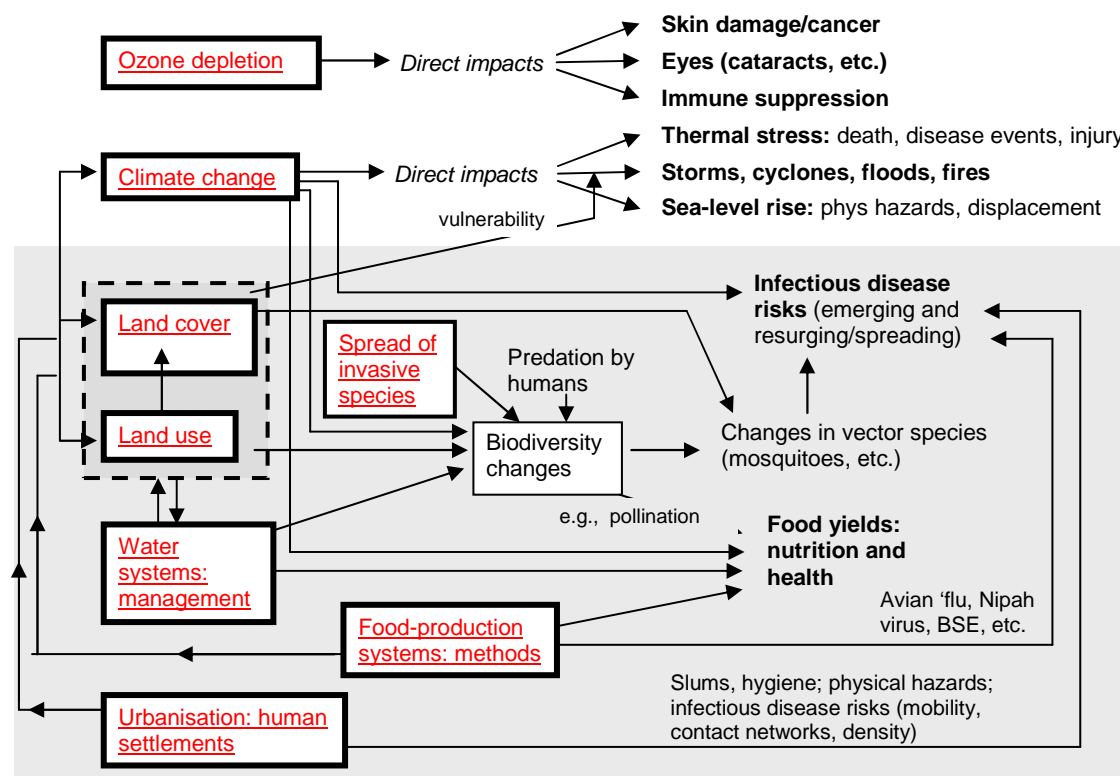 Ozone depletion
Direct impacts
Skin damage/cancer
Eyes (cataracts, etc.)
Immune suppression
Climate change
Direct impacts
Thermal stress: death, disease events, injury
Storms, cyclones, floods, fires
Sea-level rise: phys hazards, displacement
vulnerability
Land cover
Land use
Spread of
invasive
species
Predation by
humans
Biodiversity
changes
e.g., pollination
Infectious disease
risks (emerging and
resurging/spreading)
Changes in vector species
(mosquitoes, etc.)
Water
systems:
management
Food yields:
nutrition and
health
Food-production
systems: methods
Avian ‘flu, Nipah
virus, BSE, etc.
Urbanisation: human
settlements
Slums, hygiene; physical hazards;
infectious disease risks (mobility,
contact networks, density)